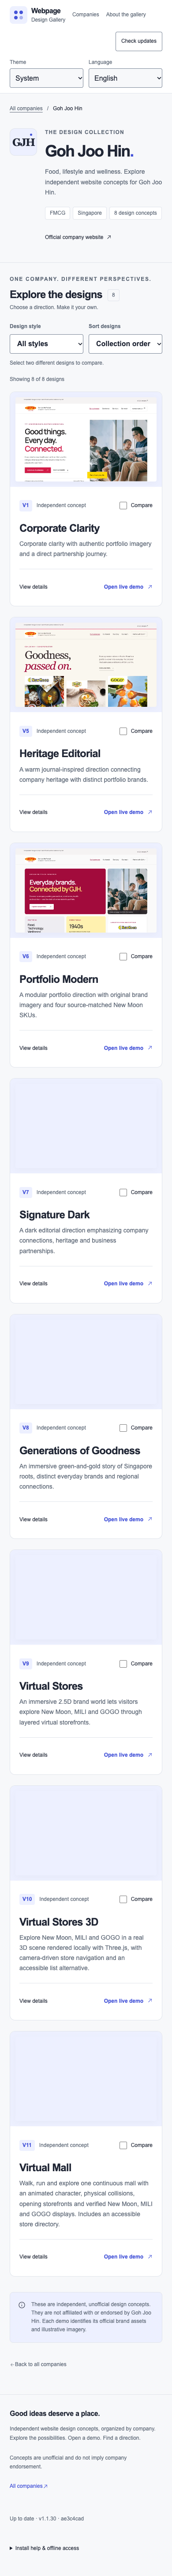 Webpage
Design Gallery
Companies
About the gallery
Check updates
Theme
Language
System
English
All companies / Goh Joo Hin
GJH
THE DESIGN COLLECTION
Goh Joo Hin.
Food, lifestyle and wellness. Explore
independent website concepts for Goh Joo
Hin.
FMCG
Singapore
8 design concepts
Official company website ↗
ONE COMPANY. DIFFERENT PERSPECTIVES.
Explore the designs 8
Choose a direction. Make it your own.
Design style
Sort designs
All styles
Collection order
Select two different designs to compare.
Showing 8 of 8 designs
Good things.
Every day.
Connected.
V1 Independent concept
Compare
Corporate Clarity
Corporate clarity with authentic portfolio imagery
and a direct partnership journey.
View details
Open live demo ↗
Goodness,
passed on.
V5 Independent concept
Compare
Heritage Editorial
A warm journal-inspired direction connecting
company heritage with distinct portfolio brands.
View details
Open live demo ↗
Everyday brands.
Connected by GJH.
1940s
V6 Independent concept
Compare
Portfolio Modern
A modular portfolio direction with original brand
imagery and four source-matched New Moon
SKUs.
View details
Open live demo ↗
V7 Independent concept
Compare
Signature Dark
A dark editorial direction emphasizing company
connections, heritage and business
partnerships.
View details
Open live demo ↗
V8 Independent concept
Compare
Generations of Goodness
An immersive green-and-gold story of Singapore
roots, distinct everyday brands and regional
connections.
View details
Open live demo ↗
V9 Independent concept
Compare
Virtual Stores
An immersive 2.5D brand world lets visitors
explore New Moon, MILI and GOGO through
layered virtual storefronts.
View details
Open live demo ↗
V10 Independent concept
Compare
Virtual Stores 3D
Explore New Moon, MILI and GOGO in a real
3D scene rendered locally with Three.js, with
camera-driven store navigation and an
accessible list alternative.
View details
Open live demo ↗
V11 Independent concept
Compare
Virtual Mall
Walk, run and explore one continuous mall with
an animated character, physical collisions,
opening storefronts and verified New Moon, MILI
and GOGO displays. Includes an accessible
store directory.
View details
Open live demo ↗
These are independent, unofficial design concepts.
They are not affiliated with or endorsed by Goh Joo
Hin. Each demo identifies its official brand assets
and illustrative imagery.
← Back to all companies
Good ideas deserve a place.
Independent website design concepts, organized by company.
Explore the possibilities. Open a demo. Find a direction.
Concepts are unofficial and do not imply company
endorsement.
All companies ↗
Up to date · v1.1.30 · ae3c4cad
▶ Install help & offline access